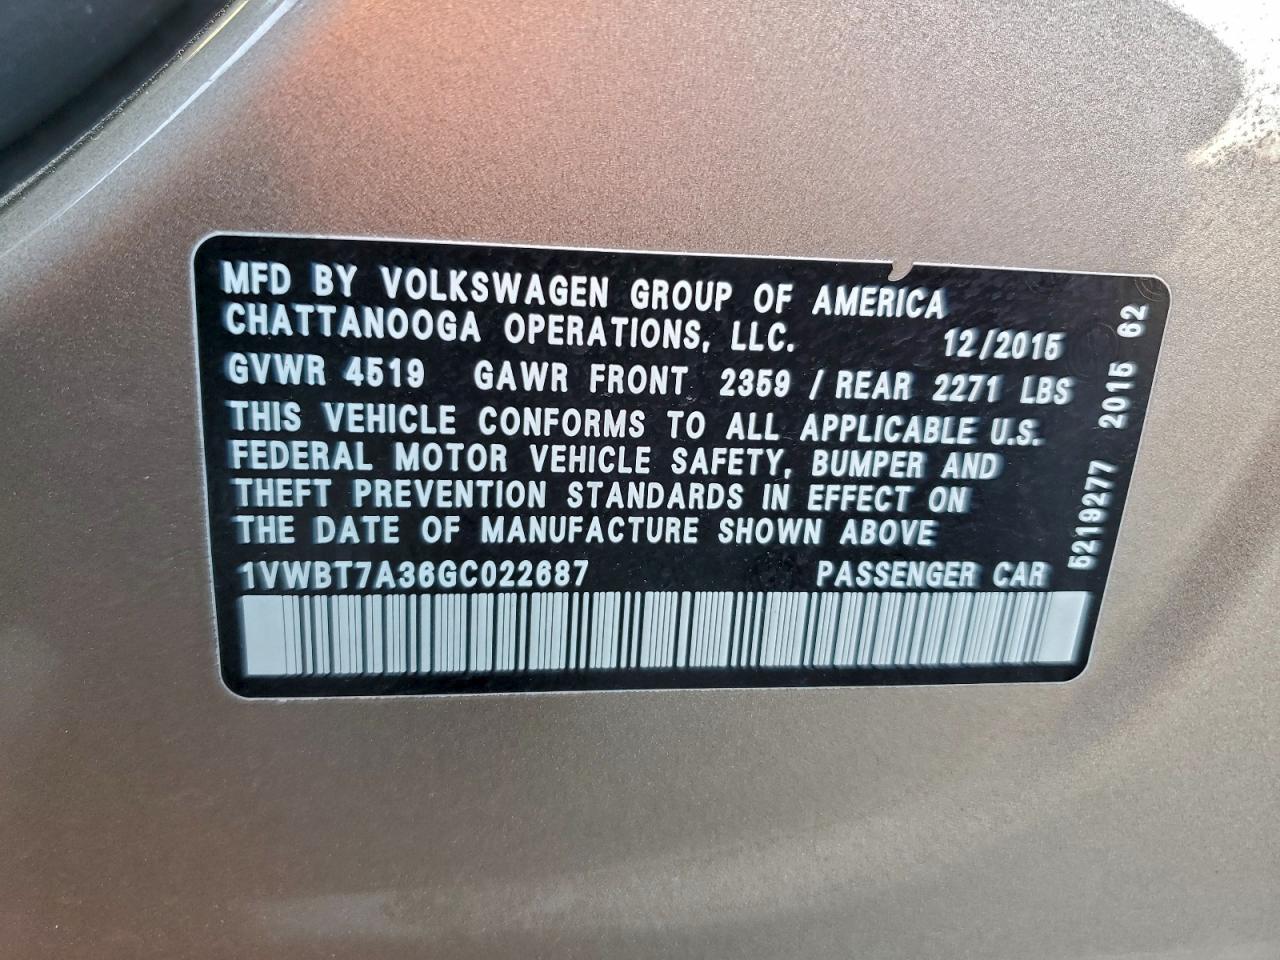 MFD BY VOLKSWAGEN GROUP OF AMERICA
CHATTANOOGA OPERATIONS, LLC. 12/2015
GVWR 4519 GAWR FRONT 2359 / REAR 2271 LBS
THIS VEHICLE CONFORMS TO ALL APPLICABLE U.S.
FEDERAL MOTOR VEHICLE SAFETY, BUMPER AND
THEFT PREVENTION STANDARDS IN EFFECT ON
THE DATE OF MANUFACTURE SHOWN ABOVE
1VWBT7A36GC022687 PASSENGER CAR
5219277 2015 62